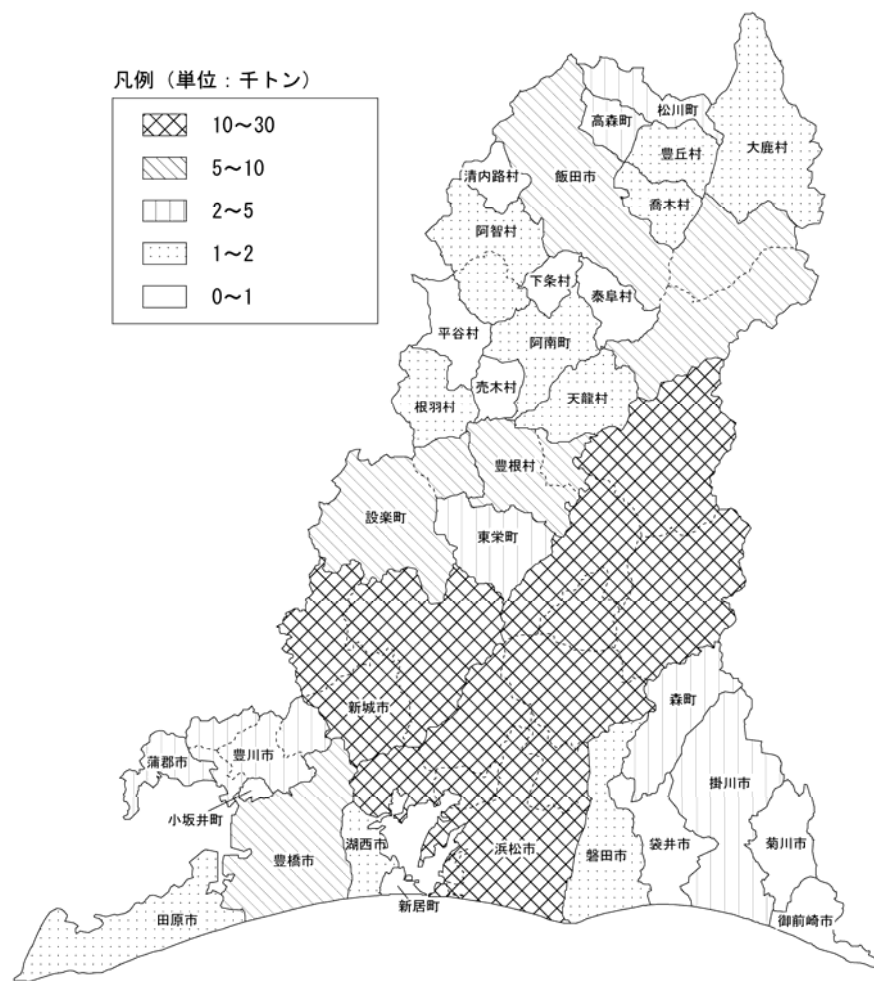 凡例（単位：千トン）
10～30
5～10
2～5
1～2
0～1
松川町
高森町
大鹿村
豊丘村
清内路村
飯田市
喬木村
阿智村
下条村
泰阜村
平谷村
阿南町
売木村
天龍村
根羽村
豊根村
設楽町
東栄町
森町
新城市
豊川市
蒲郡市
掛川市
小坂井町
湖西市
浜松市
袋井市
菊川市
磐田市
豊橋市
新居町
田原市
御前崎市